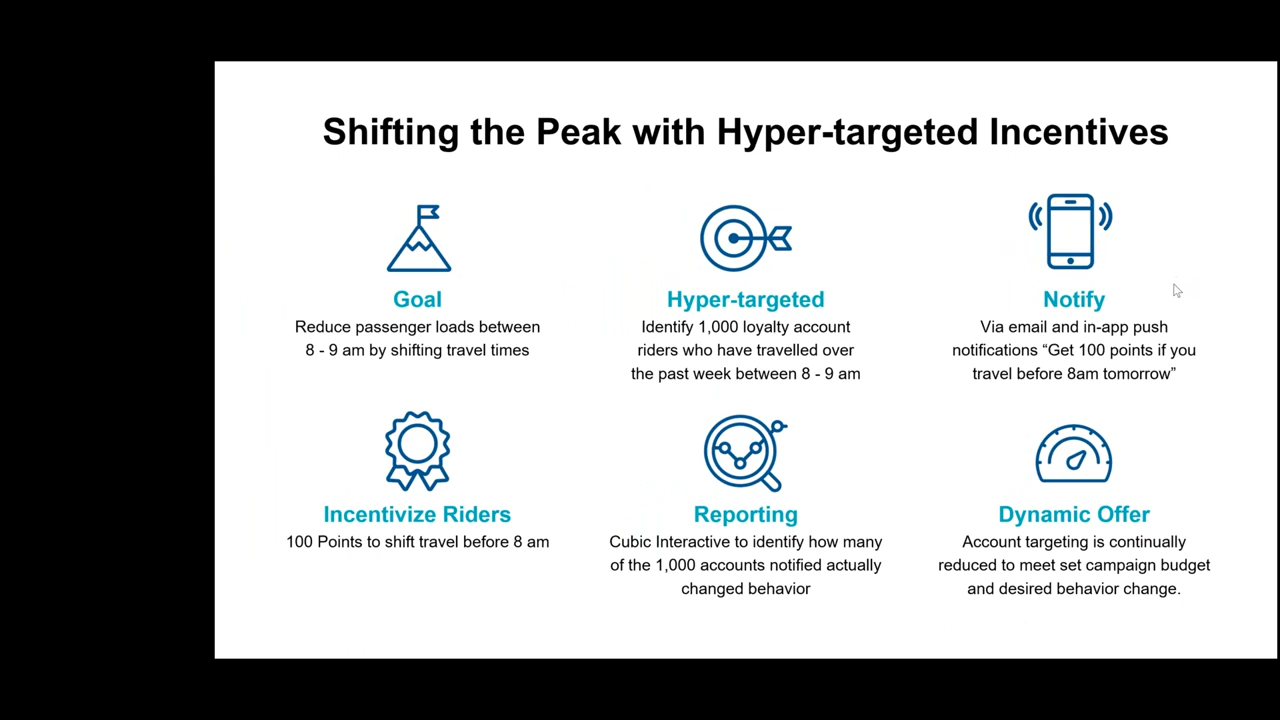 Shifting the Peak with Hyper-targeted Incentives
Goal
Reduce passenger loads between
8 - 9 am by shifting travel times
Hyper-targeted
Identify 1,000 loyalty account
riders who have travelled over
the past week between 8 - 9 am
Notify
Via email and in-app push
notifications “Get 100 points if you
travel before 8am tomorrow”
Incentivize Riders
100 Points to shift travel before 8 am
Reporting
Cubic Interactive to identify how many
of the 1,000 accounts notified actually
changed behavior
Dynamic Offer
Account targeting is continually
reduced to meet set campaign budget
and desired behavior change.